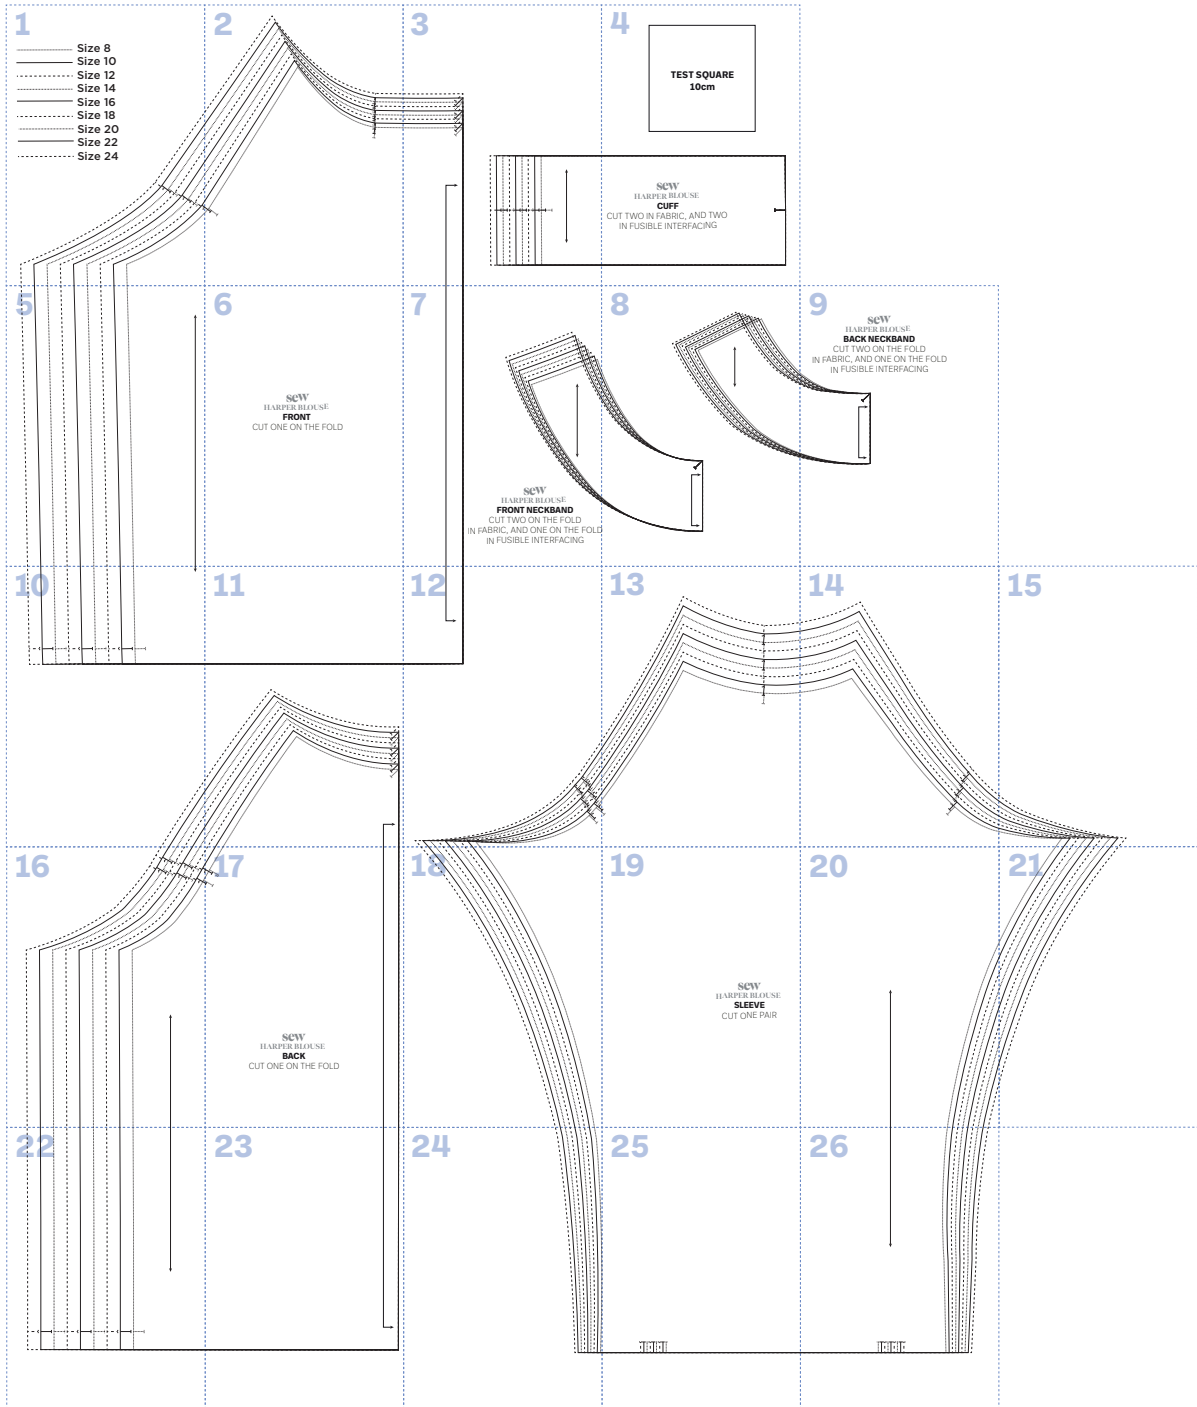 1
2
3
4
Size 8
Size 10
Size 12
Size 14
Size 16
Size 18
Size 20
Size 22
Size 24
TEST SQUARE
10cm
sew
HARPER BLOUSE
CUFF
CUT TWO IN FABRIC, AND TWO
IN FUSIBLE INTERFACING
5
6
7
8
9
sew
HARPER BLOUSE
BACK NECKBAND
CUT TWO ON THE FOLD
IN FABRIC, AND ONE ON THE FOLD
IN FUSIBLE INTERFACING
sew
HARPER BLOUSE
FRONT
CUT ONE ON THE FOLD
sew
HARPER BLOUSE
FRONT NECKBAND
CUT TWO ON THE FOLD
IN FABRIC, AND ONE ON THE FOLD
IN FUSIBLE INTERFACING
10
11
12
13
14
15
16
17
18
19
20
21
sew
HARPER BLOUSE
SLEEVE
CUT ONE PAIR
sew
HARPER BLOUSE
BACK
CUT ONE ON THE FOLD
22
23
24
25
26